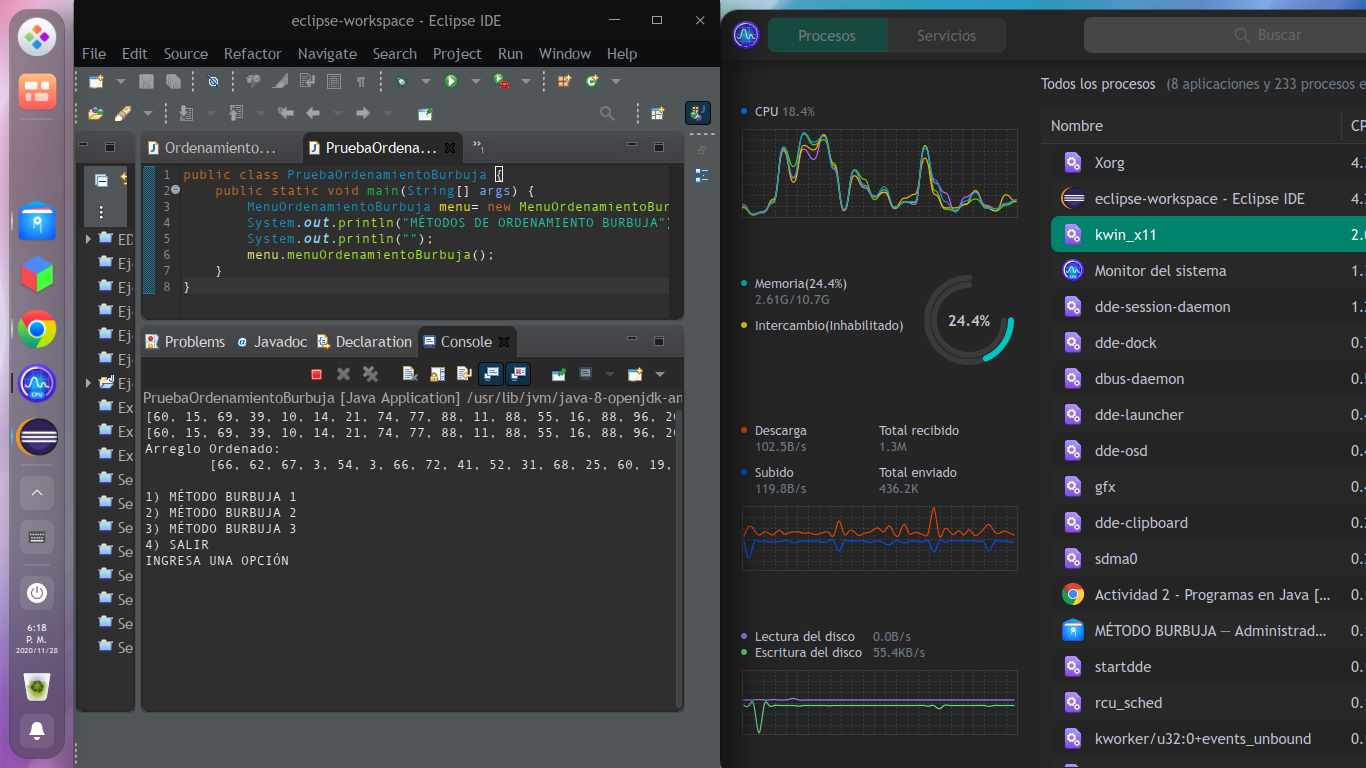 eclipse-workspace - Eclipse IDE
File Edit Source Refactor Navigate Search Project Run Window Help
Ordenamiento...
PruebaOrdena...
1
1 public class PruebaOrdenamientoBurbuja {
2 public static void main(String[] args) {
3 MenuOrdenamientoBurbuja menu= new MenuOrdenamientoBur
4 System.out.println("MÉTODOS DE ORDENAMIENTO BURBUJA"
5 System.out.println("");
6 menu.menuOrdenamientoBurbuja();
7 }
8 }
ED
Eje
Eje
Eje
Eje
Eje
Eje
Ex
Ex
Ex
Se
Se
Se
Se
Se
Se
Se
Se
Problems @ Javadoc Declaration Console
PruebaOrdenamientoBurbuja [Java Application] /usr/lib/jvm/java-8-openjdk-an
[60, 15, 69, 39, 10, 14, 21, 74, 77, 88, 11, 88, 55, 16, 88, 96, 20
[60, 15, 69, 39, 10, 14, 21, 74, 77, 88, 11, 88, 55, 16, 88, 96, 20
Arreglo Ordenado:
[66, 62, 67, 3, 54, 3, 66, 72, 41, 52, 31, 68, 25, 60, 19,
1) MÉTODO BURBUJA 1
2) MÉTODO BURBUJA 2
3) MÉTODO BURBUJA 3
4) SALIR
INGRESA UNA OPCIÓN
CPU
6:18
P. M.
2020/11/28
Procesos
Servicios
Buscar
CPU 18.4%
Memoria(24.4%)
2.61G/10.7G
Intercambio(Inhabilitado)
24.4%
Descarga
102.5B/s
Total recibido
1.3M
Subido
119.8B/s
Total enviado
436.2K
Lectura del disco 0.0B/s
Escritura del disco 55.4KB/s
Todos los procesos (8 aplicaciones y 233 procesos e
Nombre CP
Xorg 4.
eclipse-workspace - Eclipse IDE 4.
kwin_x11 2.
Monitor del sistema 1.
dde-session-daemon 1.
dde-dock 0.
dbus-daemon 0.
dde-launcher 0.
dde-osd 0.
gfx 0.
dde-clipboard 0.
sdma0 0.
Actividad 2 - Programas en Java [... 0.
MÉTODO BURBUJA — Administrad... 0.
startdde 0.
rcu_sched 0.
kworker/u32:0+events_unbound 0.